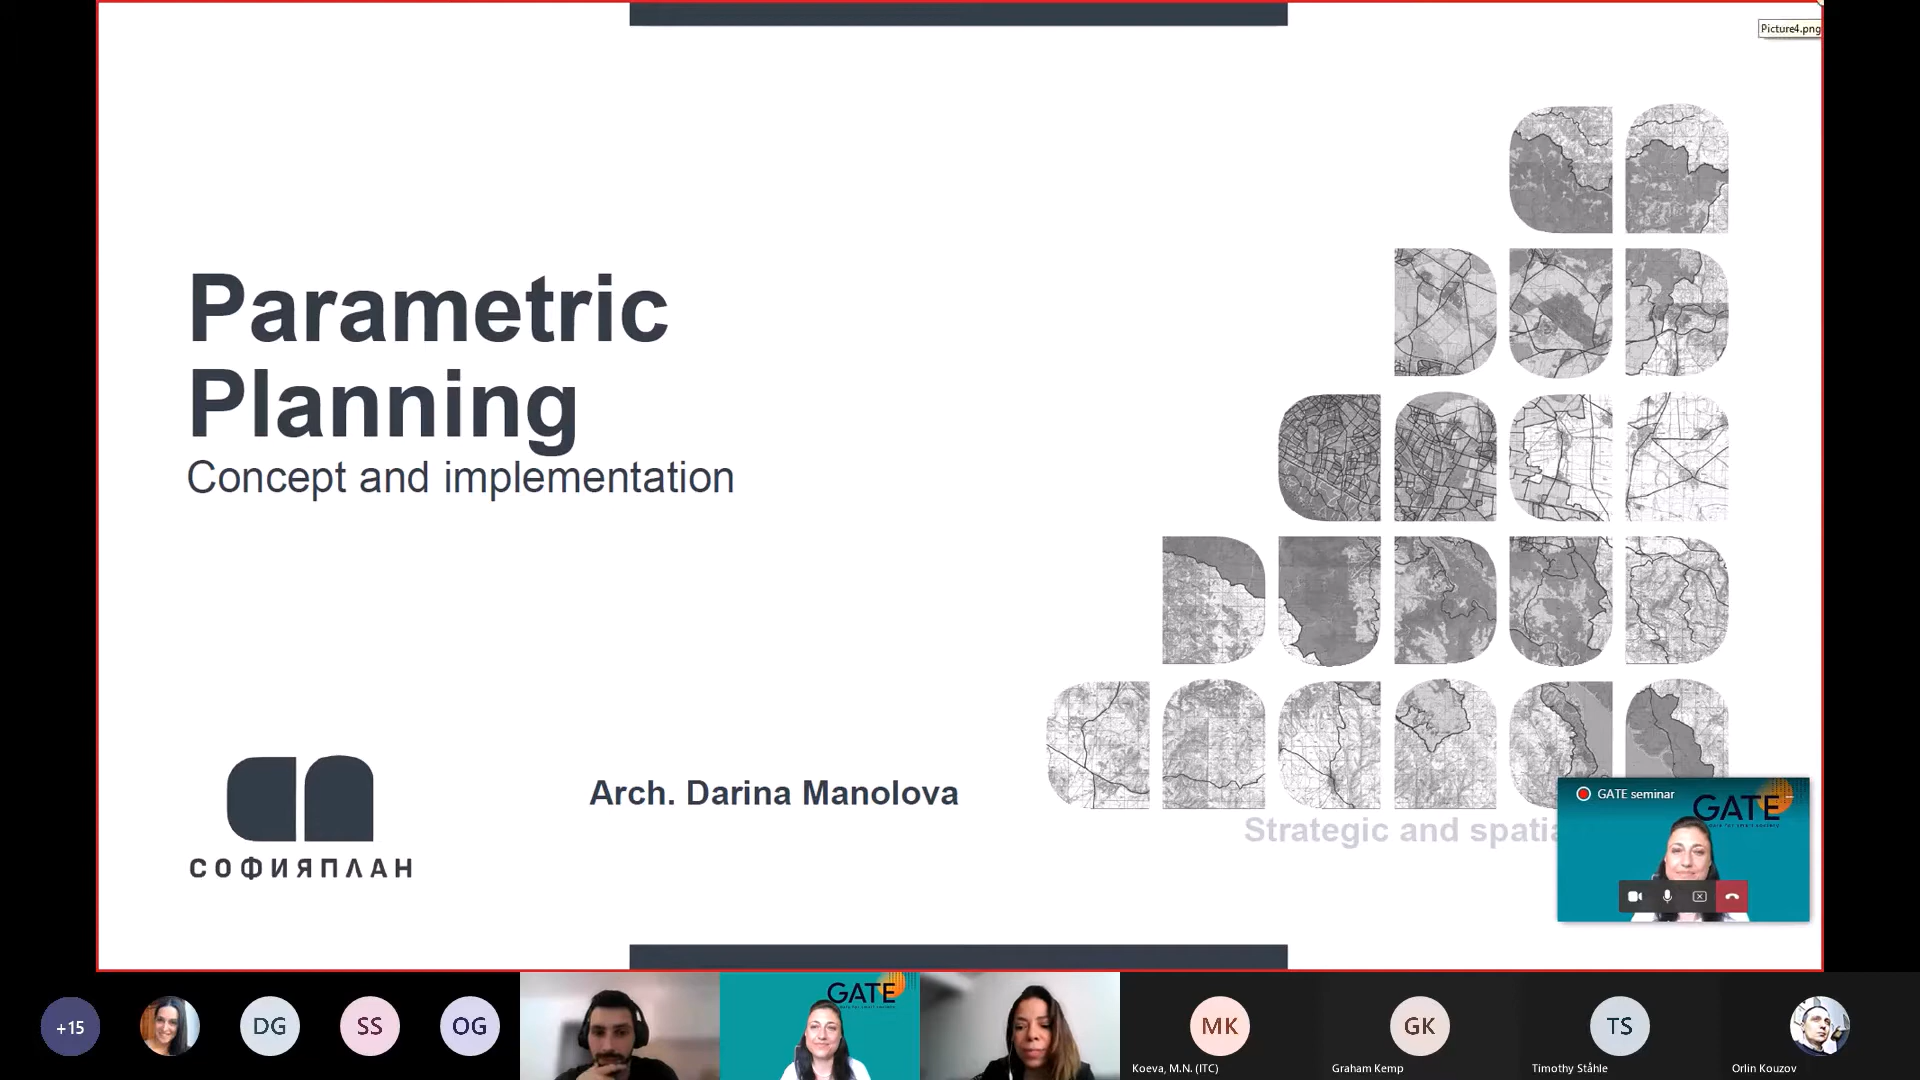 Picture4.png
Parametric
Planning
Concept and implementation
Arch. Darina Manolova
СОФИЯПЛАН
Strategic and spatia
GATE seminar
GATE
+15
DG
SS
OG
GATE
MK
Koeva, M.N. (ITC)
GK
Graham Kemp
TS
Timothy Ståhle
Orlin Kouzov